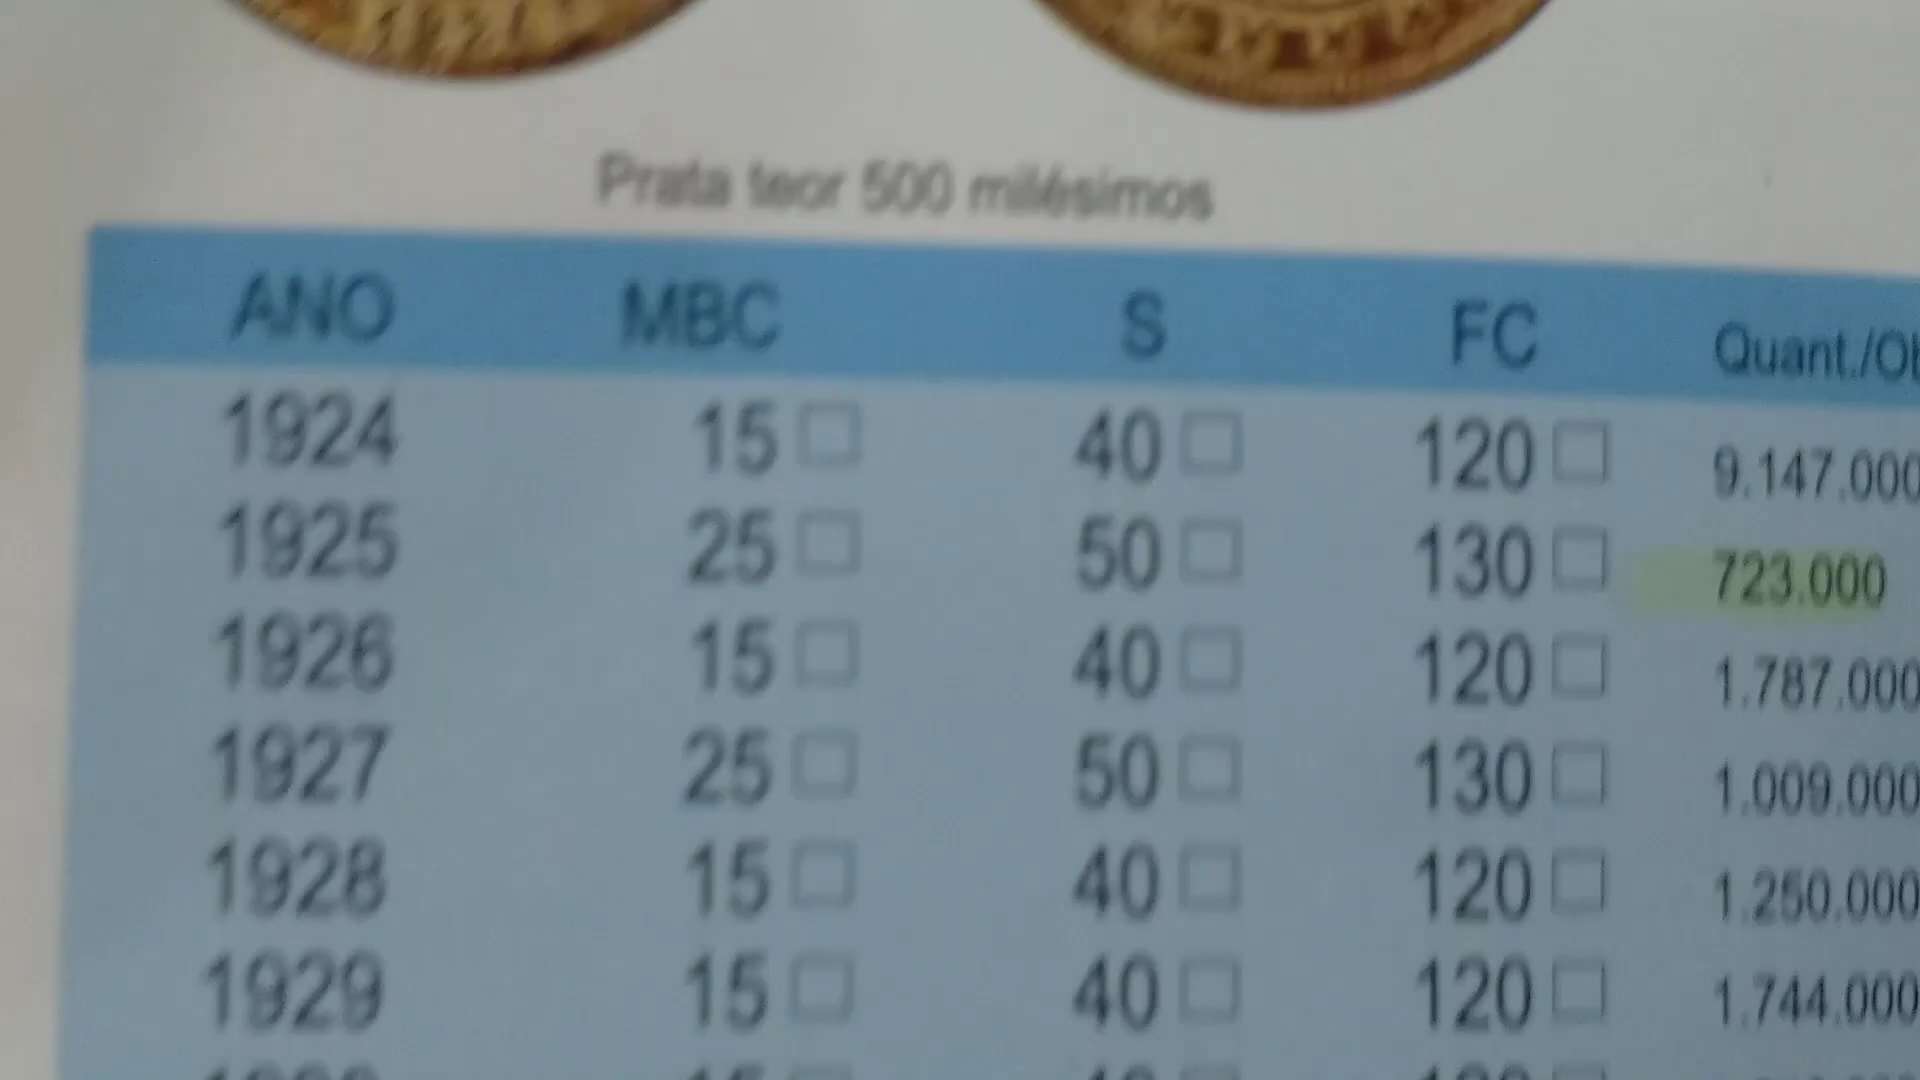 Prata teor 500 milésimos
ANO MBC S FC Quant./Ob
1924 15 40 120 9.147.000
1925 25 50 130 723.000
1926 15 40 120 1.787.000
1927 25 50 130 1.009.000
1928 15 40 120 1.250.000
1929 15 40 120 1.744.000